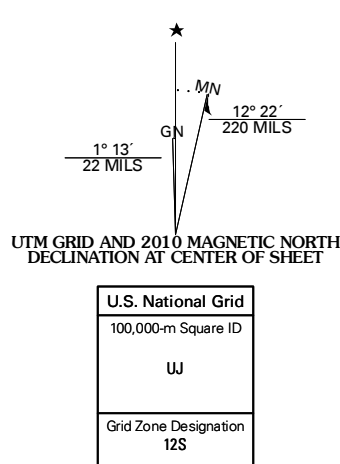 ★
MN
GN
12° 22´
220 MILS
1° 13´
22 MILS
UTM GRID AND 2010 MAGNETIC NORTH
DECLINATION AT CENTER OF SHEET
U.S. National Grid
100,000-m Square ID
UJ
Grid Zone Designation
12S